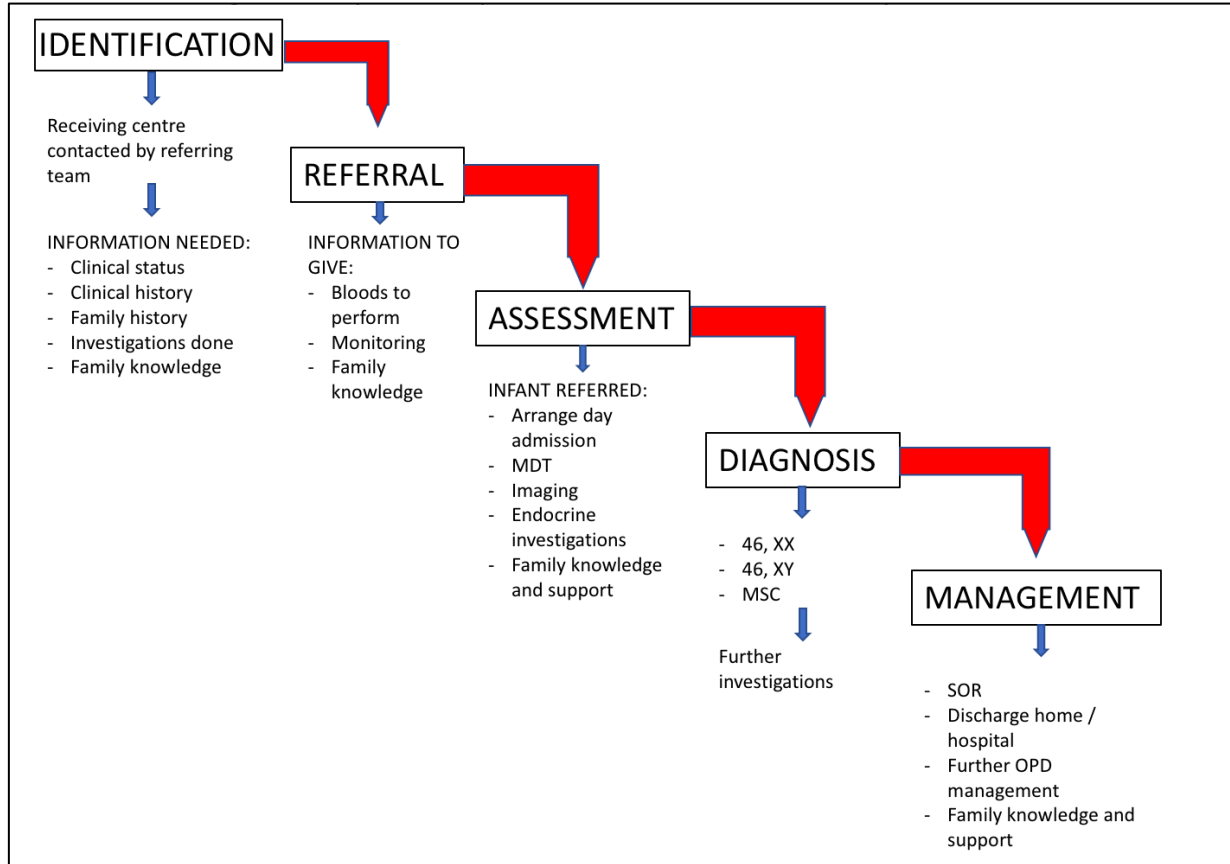 IDENTIFICATION
Receiving centre
contacted by referring
team
INFORMATION NEEDED:
- Clinical status
- Clinical history
- Family history
- Investigations done
- Family knowledge
REFERRAL
INFORMATION TO
GIVE:
- Bloods to
perform
- Monitoring
- Family
knowledge
ASSESSMENT
INFANT REFERRED:
- Arrange day
admission
- MDT
- Imaging
- Endocrine
investigations
- Family knowledge
and support
DIAGNOSIS
- 46, XX
- 46, XY
- MSC
Further
investigations
MANAGEMENT
- SOR
- Discharge home /
hospital
- Further OPD
management
- Family knowledge and
support